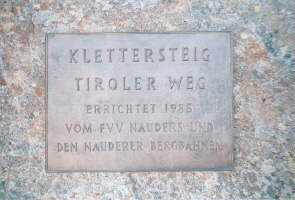 KLETTERSTEIG
TIROLER WEG
ERRICHTET 1985
VOM FVV NAUDERS UND
DEN NAUDERER BERGBAHNEN